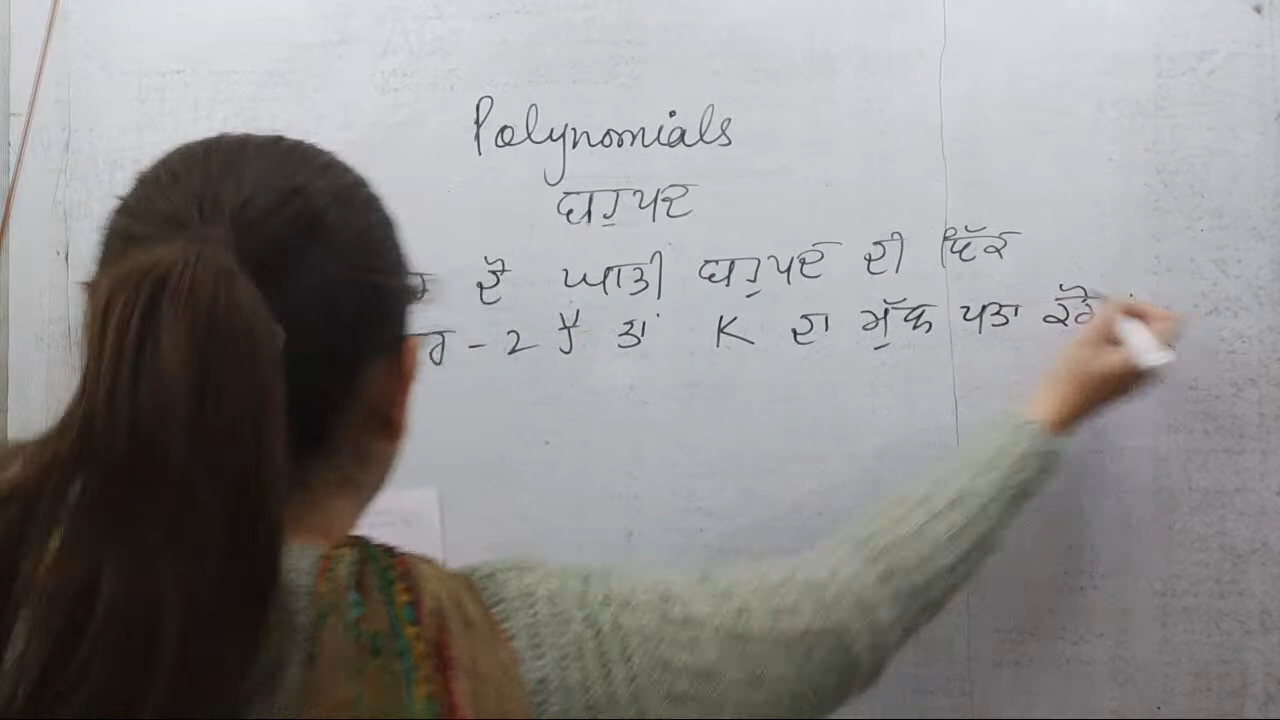 Polynomials
ਬਹੁਪਦ
ਦੋ ਘਾਤੀ ਬਹੁਪਦ ਦੀ ਇੱਕ
- 2 ਹੈ ਤਾਂ K ਦਾ ਮੁੱਲ ਪਤਾ ਕਰੋ